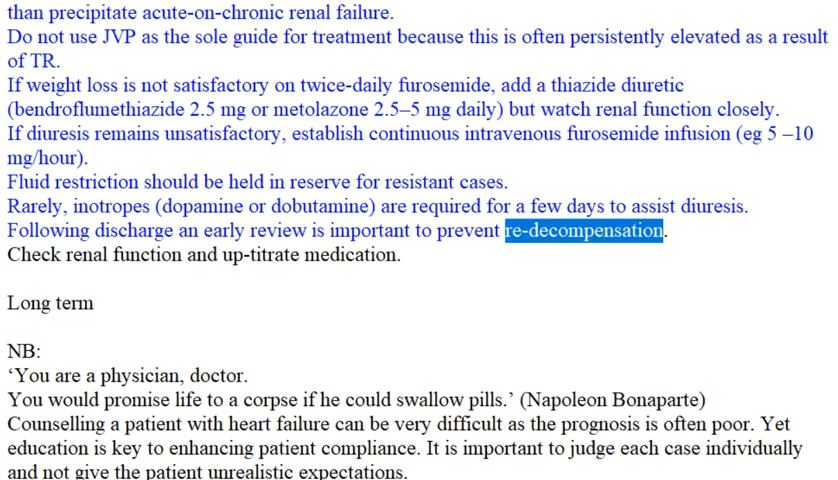 than precipitate acute-on-chronic renal failure.
Do not use JVP as the sole guide for treatment because this is often persistently elevated as a result
of TR.
If weight loss is not satisfactory on twice-daily furosemide, add a thiazide diuretic
(bendroflumethiazide 2.5 mg or metolazone 2.5–5 mg daily) but watch renal function closely.
If diuresis remains unsatisfactory, establish continuous intravenous furosemide infusion (eg 5 –10
mg/hour).
Fluid restriction should be held in reserve for resistant cases.
Rarely, inotropes (dopamine or dobutamine) are required for a few days to assist diuresis.
Following discharge an early review is important to prevent re-decompensation.
Check renal function and up-titrate medication.
Long term
NB:
‘You are a physician, doctor.
You would promise life to a corpse if he could swallow pills.’ (Napoleon Bonaparte)
Counselling a patient with heart failure can be very difficult as the prognosis is often poor. Yet
education is key to enhancing patient compliance. It is important to judge each case individually
and not give the patient unrealistic expectations.